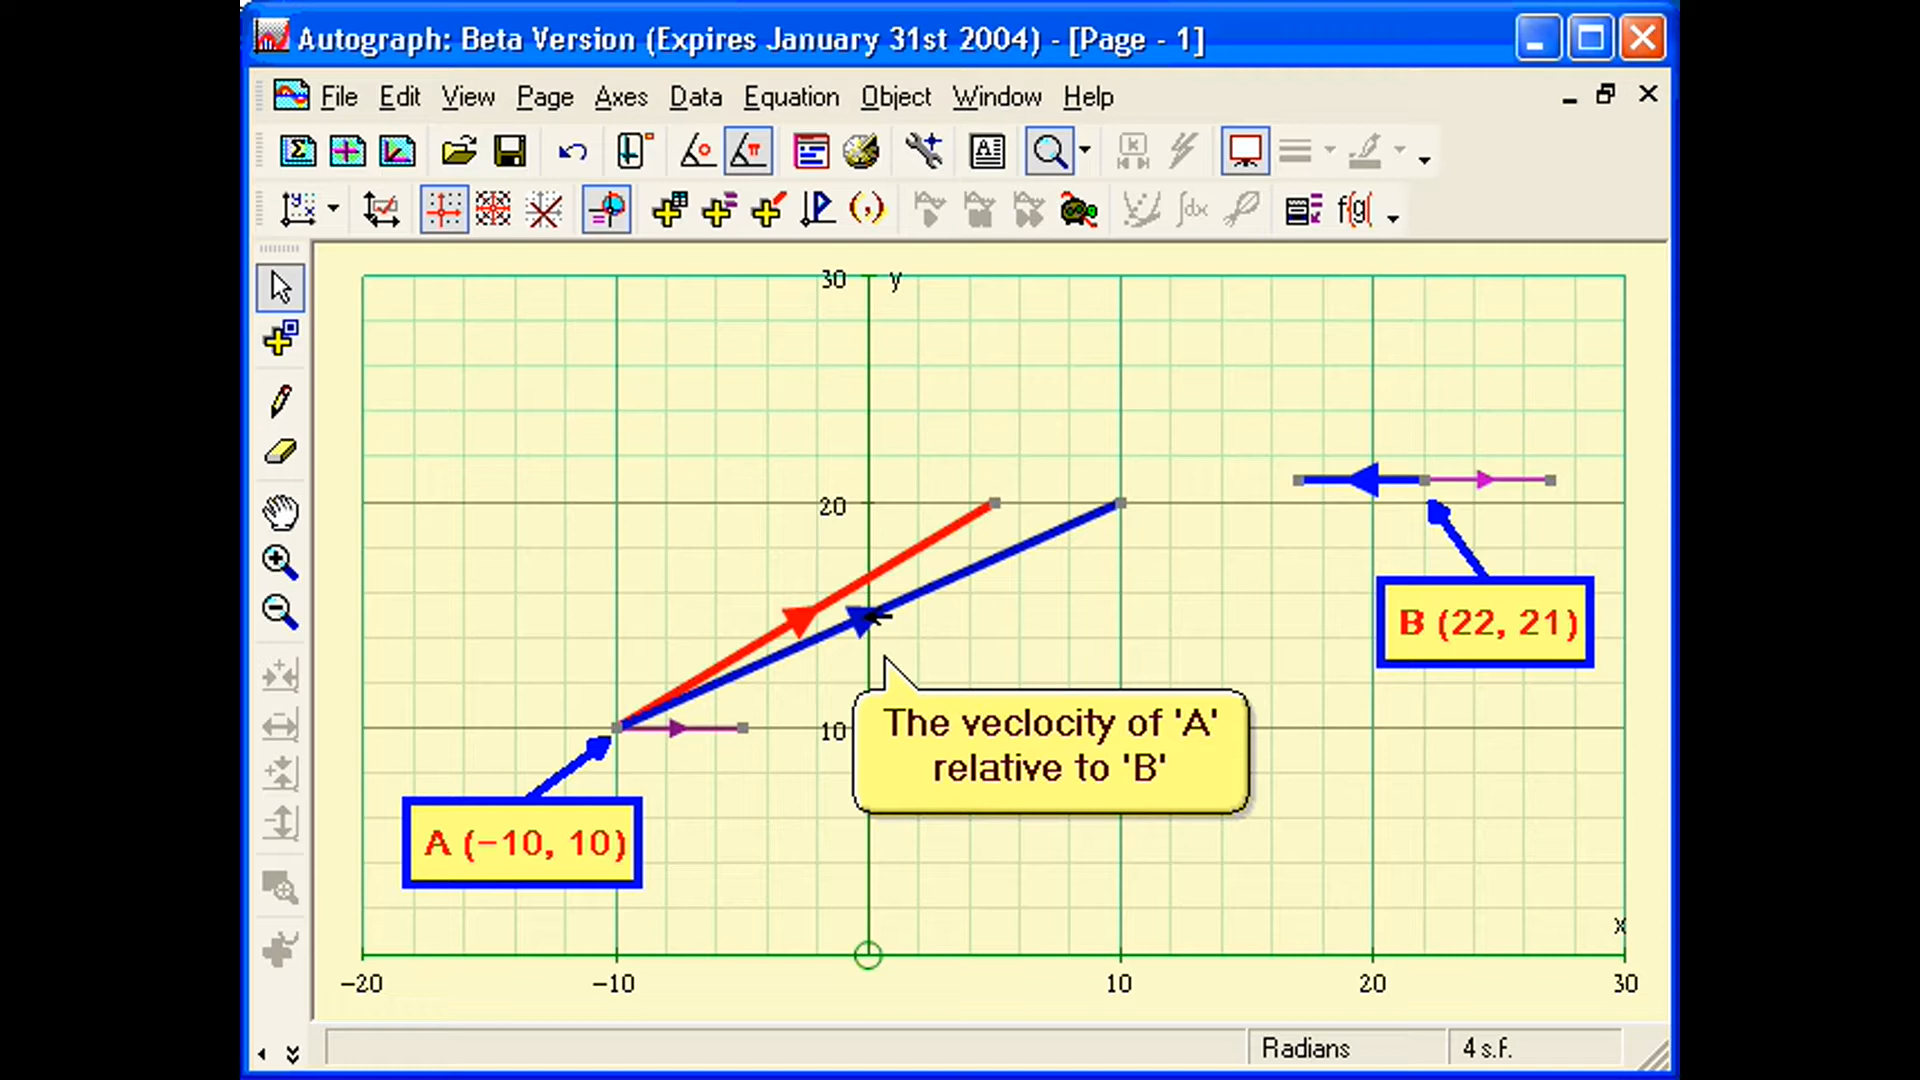 Autograph: Beta Version (Expires January 31st 2004) - [Page - 1]
File Edit View Page Axes Data Equation Object Window Help
30 y
20
10
B (22, 21)
The veclocity of 'A'
relative to 'B'
A (−10, 10)
x
−20 −10 10 20 30
Radians 4 s.f.